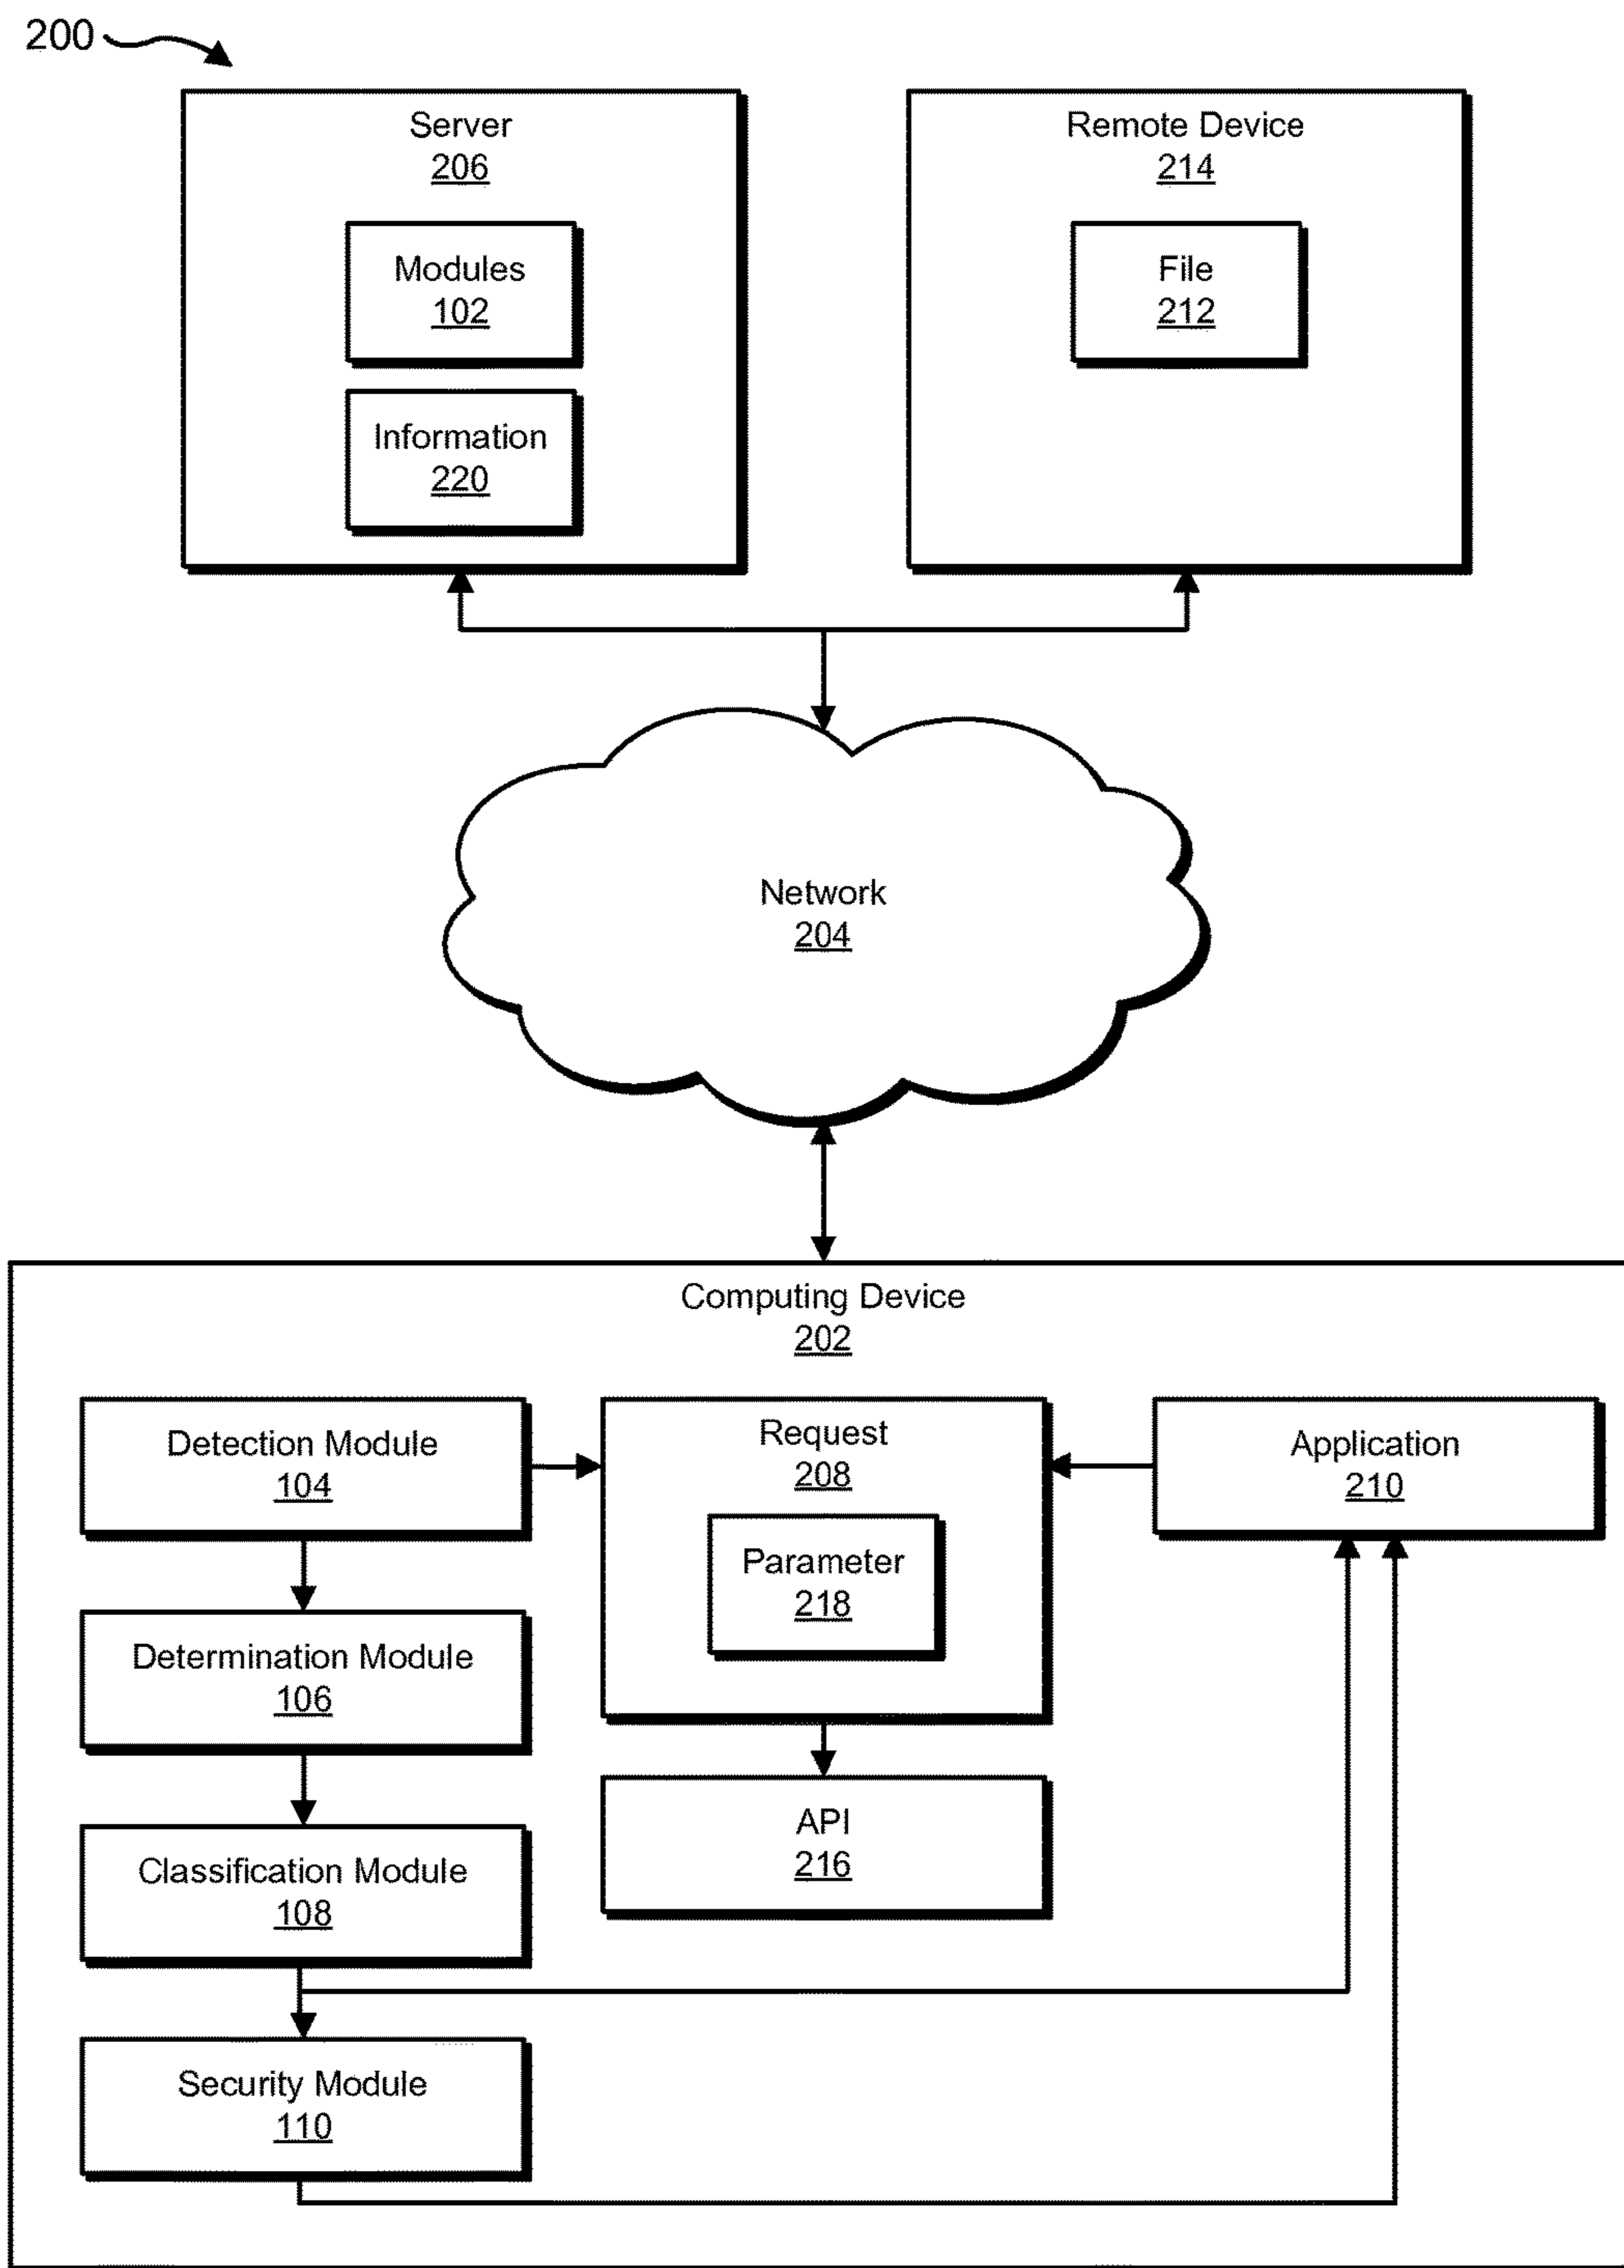 200
Server
206
Modules
102
Information
220
Remote Device
214
File
212
Network
204
Computing Device
202
Detection Module
104
Determination Module
106
Classification Module
108
Security Module
110
Request
208
Parameter
218
API
216
Application
210